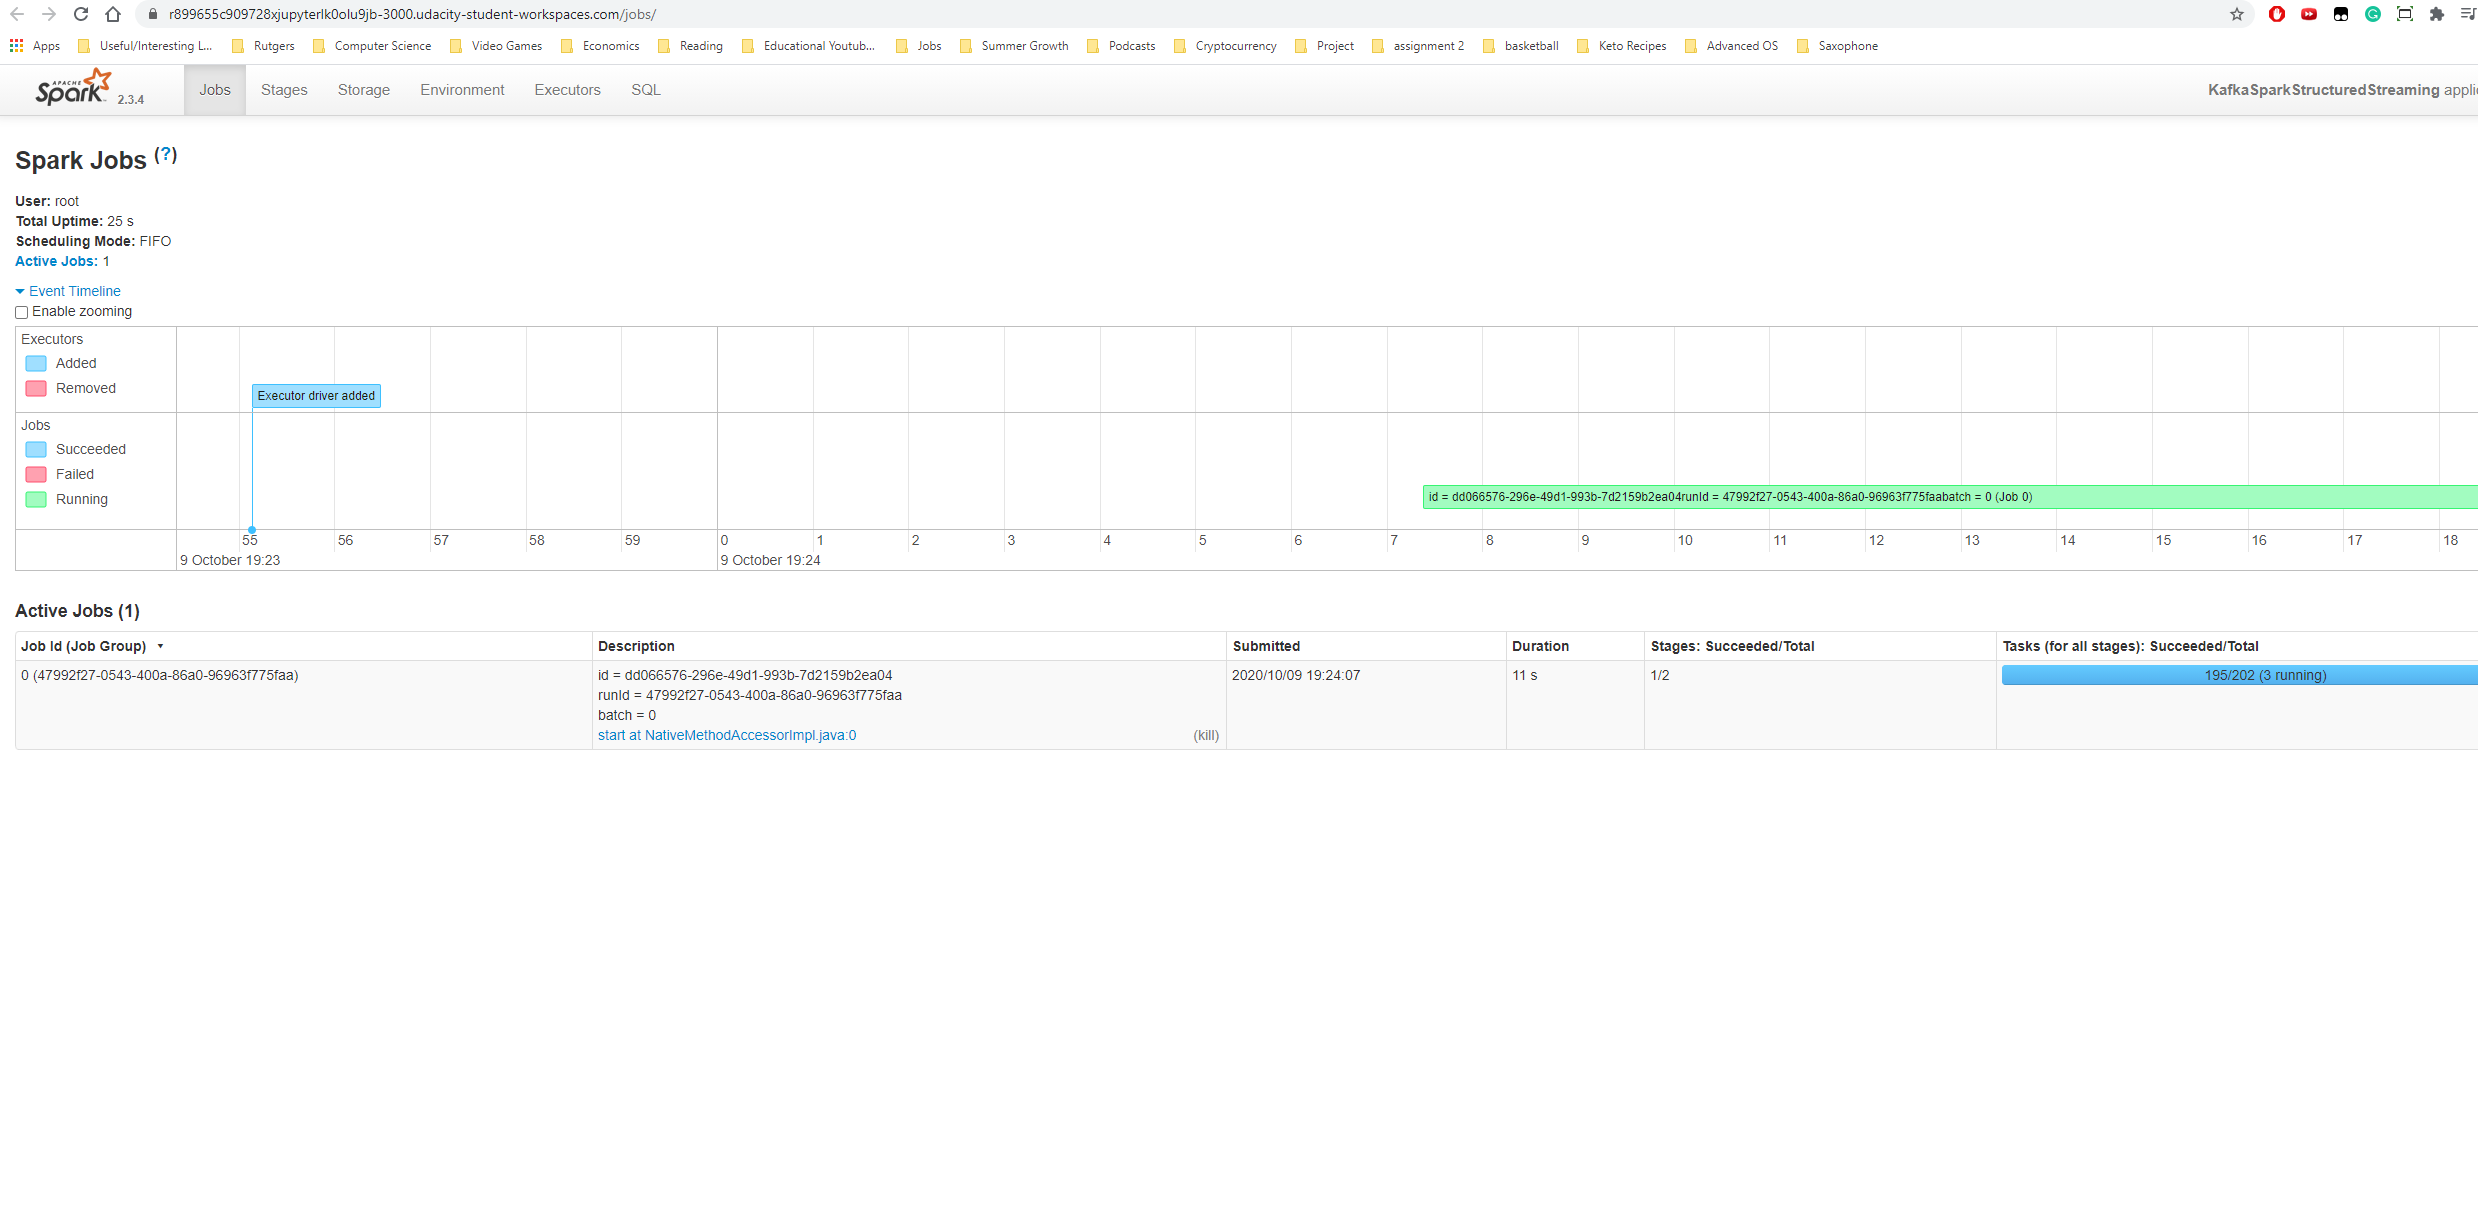 r899655c909728xjupyterlk0olu9jb-3000.udacity-student-workspaces.com/jobs/
Apps Useful/Interesting L... Rutgers Computer Science Video Games Economics Reading Educational Youtub... Jobs Summer Growth Podcasts Cryptocurrency Project assignment 2 basketball Keto Recipes Advanced OS Saxophone
APACHE Spark 2.3.4 Jobs Stages Storage Environment Executors SQL KafkaSparkStructuredStreaming appli
Spark Jobs (?)
User: root
Total Uptime: 25 s
Scheduling Mode: FIFO
Active Jobs: 1
Event Timeline
Enable zooming
Executors
Added
Removed
Executor driver added
Jobs
Succeeded
Failed
Running
id = dd066576-296e-49d1-993b-7d2159b2ea04runId = 47992f27-0543-400a-86a0-96963f775faabatch = 0 (Job 0)
55 56 57 58 59 0 1 2 3 4 5 6 7 8 9 10 11 12 13 14 15 16 17 18
9 October 19:23 9 October 19:24
Active Jobs (1)
Job Id (Job Group) Description Submitted Duration Stages: Succeeded/Total Tasks (for all stages): Succeeded/Total
0 (47992f27-0543-400a-86a0-96963f775faa) id = dd066576-296e-49d1-993b-7d2159b2ea04 2020/10/09 19:24:07 11 s 1/2 195/202 (3 running)
runId = 47992f27-0543-400a-86a0-96963f775faa
batch = 0
start at NativeMethodAccessorImpl.java:0 (kill)